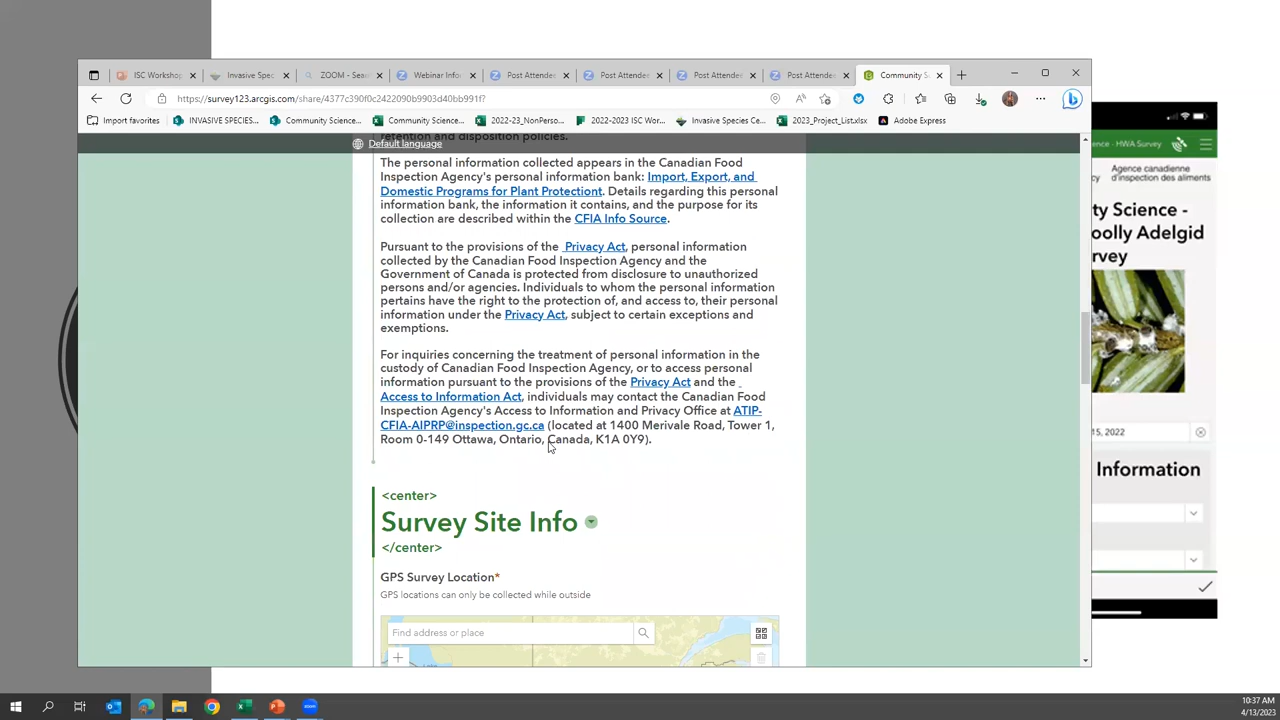 ISC Workshop
Invasive Spec
ZOOM - Sea
Webinar Info
Post Attende
Post Attende
Post Attende
Post Attende
Community S
https://survey123.arcgis.com/share/4377c390f0c2422090b9903d40bb991f?
Import favorites
INVASIVE SPECIES...
Community Science...
Community Science...
2022-23_NonPerso...
2022-2023 ISC Wor...
Invasive Species Ce...
2023_Project_List.xlsx
Adobe Express
retention and disposition policies.
Default language
The personal information collected appears in the Canadian Food
Inspection Agency's personal information bank: Import, Export, and
Domestic Programs for Plant Protectiont. Details regarding this personal
information bank, the information it contains, and the purpose for its
collection are described within the CFIA Info Source.
Pursuant to the provisions of the Privacy Act, personal information
collected by the Canadian Food Inspection Agency and the
Government of Canada is protected from disclosure to unauthorized
persons and/or agencies. Individuals to whom the personal information
pertains have the right to the protection of, and access to, their personal
information under the Privacy Act, subject to certain exceptions and
exemptions.
For inquiries concerning the treatment of personal information in the
custody of Canadian Food Inspection Agency, or to access personal
information pursuant to the provisions of the Privacy Act and the
Access to Information Act, individuals may contact the Canadian Food
Inspection Agency's Access to Information and Privacy Office at ATIP-
CFIA-AIPRP@inspection.gc.ca (located at 1400 Merivale Road, Tower 1,
Room 0-149 Ottawa, Ontario, Canada, K1A 0Y9).
<center>
Survey Site Info
</center>
GPS Survey Location*
GPS locations can only be collected while outside
Find address or place
+
ence - HWA Survey
Agence canadienne
d'inspection des aliments
ty Science -
oolly Adelgid
rvey
15, 2022
Information
10:37 AM
4/13/2023